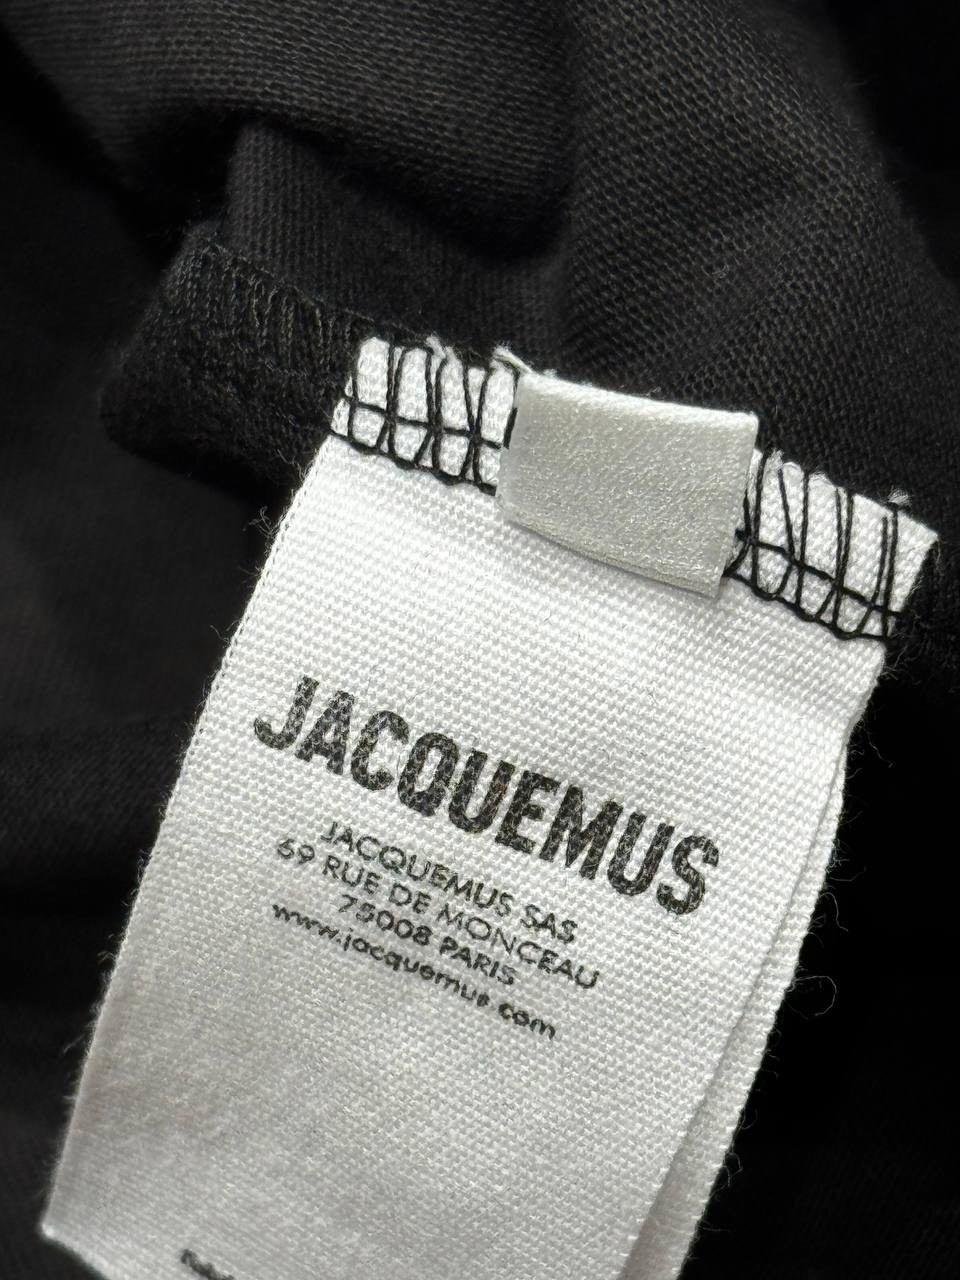 JACQUEMUS
JACQUEMUS SAS
69 RUE DE MONCEAU
75008 PARIS
www.jacquemus.com